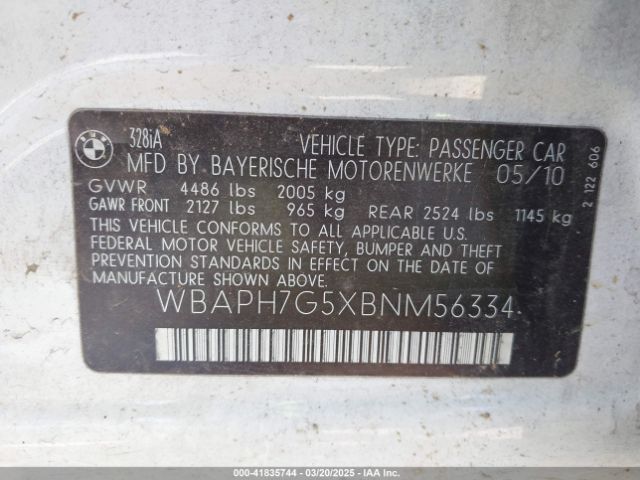 BMW
328iA VEHICLE TYPE: PASSENGER CAR
MFD BY BAYERISCHE MOTORENWERKE 05/10
GVWR 4486 lbs 2005 kg
GAWR FRONT 2127 lbs 965 kg REAR 2524 lbs 1145 kg
THIS VEHICLE CONFORMS TO ALL APPLICABLE U.S.
FEDERAL MOTOR VEHICLE SAFETY, BUMPER AND THEFT
PREVENTION STANDARDS IN EFFECT ON THE DATE OF
MANUFACTURE SHOWN ABOVE.
WBAPH7G5XBNM56334
2 122 606
000-41835744 | 03/20/2025 | IAA, Inc.